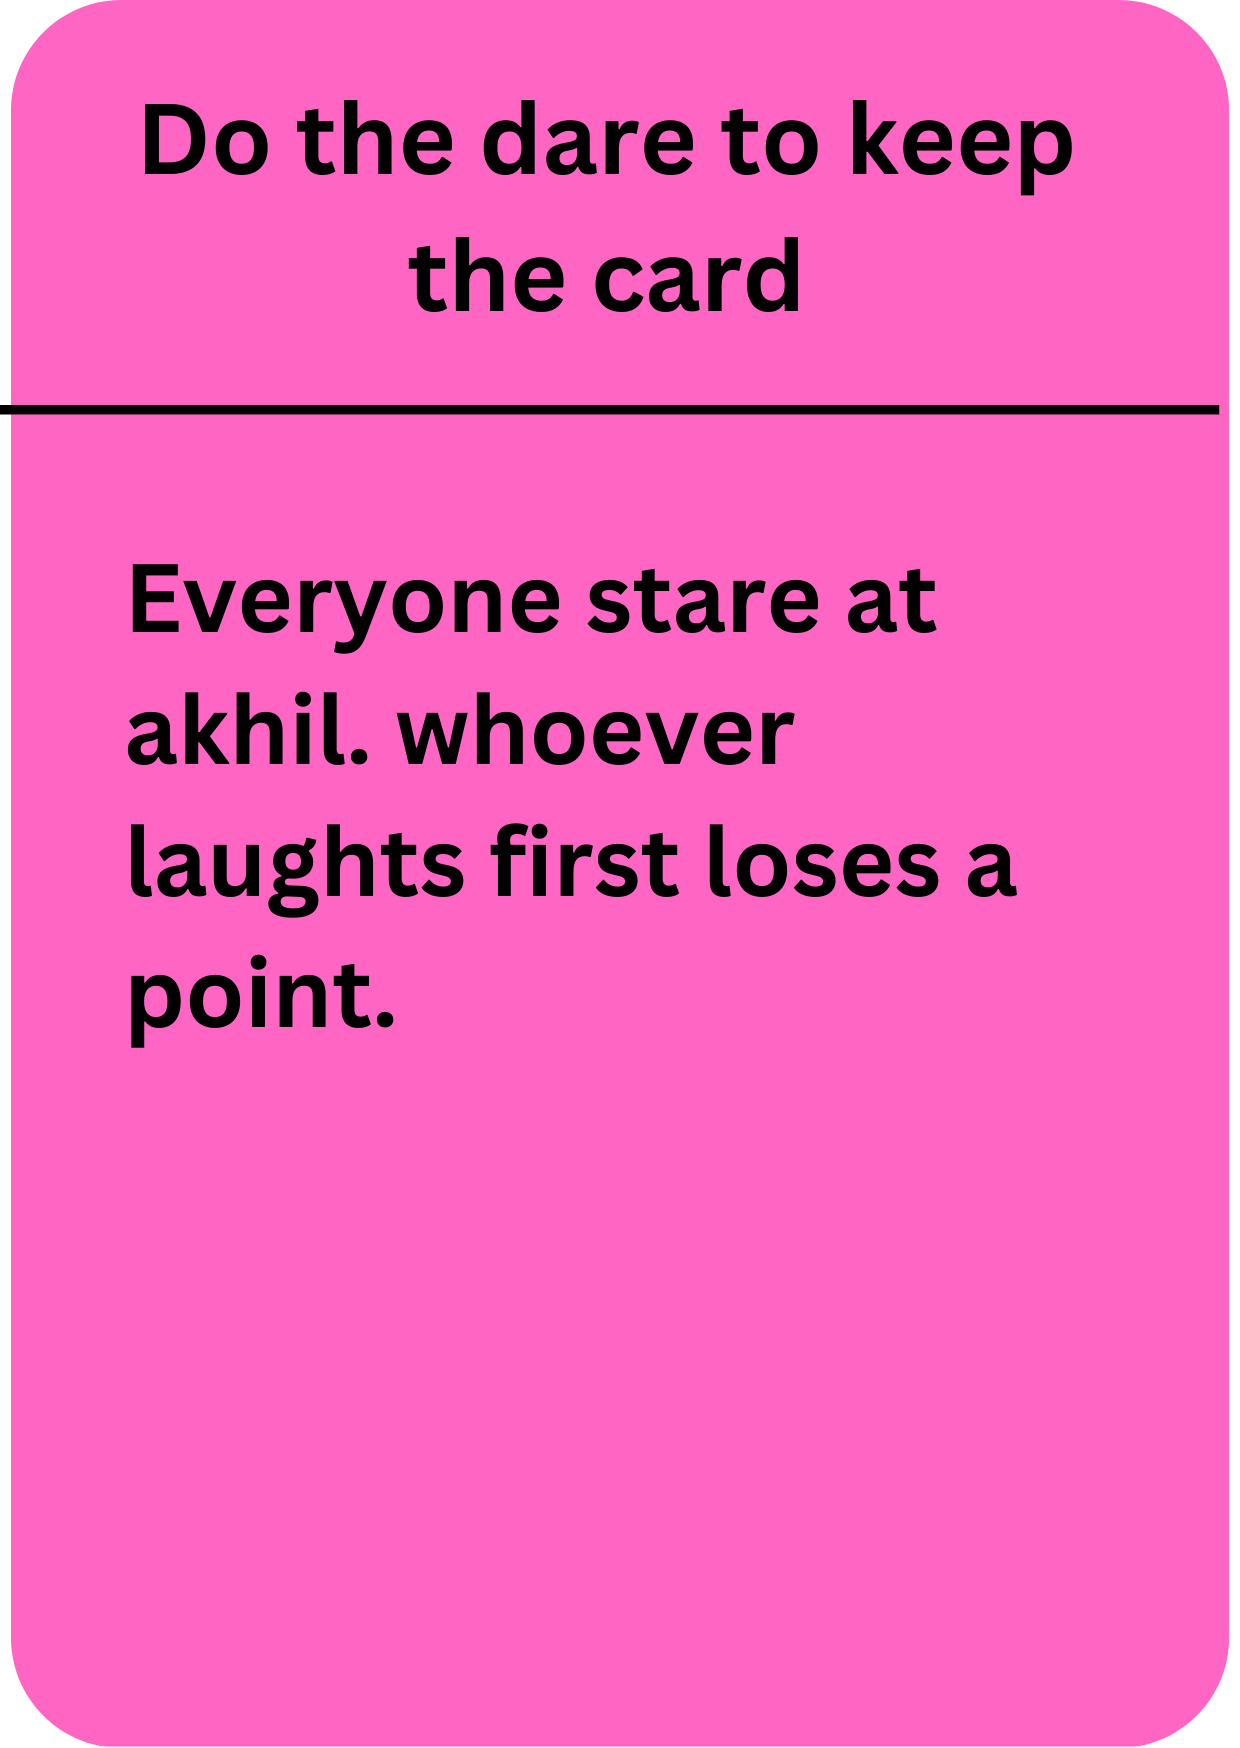 Do the dare to keep
the card
Everyone stare at
akhil. whoever
laughts first loses a
point.